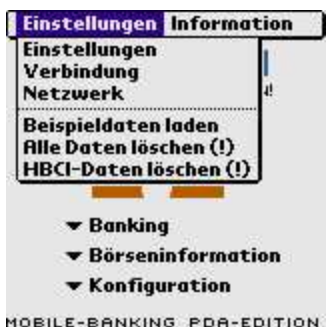 Einstellungen Information
Einstellungen
Verbindung
Netzwerk
Beispieldaten laden
Alle Daten löschen (!)
HBCI-Daten löschen (!)
Banking
Börseninformation
Konfiguration
MOBILE-BANKING PDA-EDITION